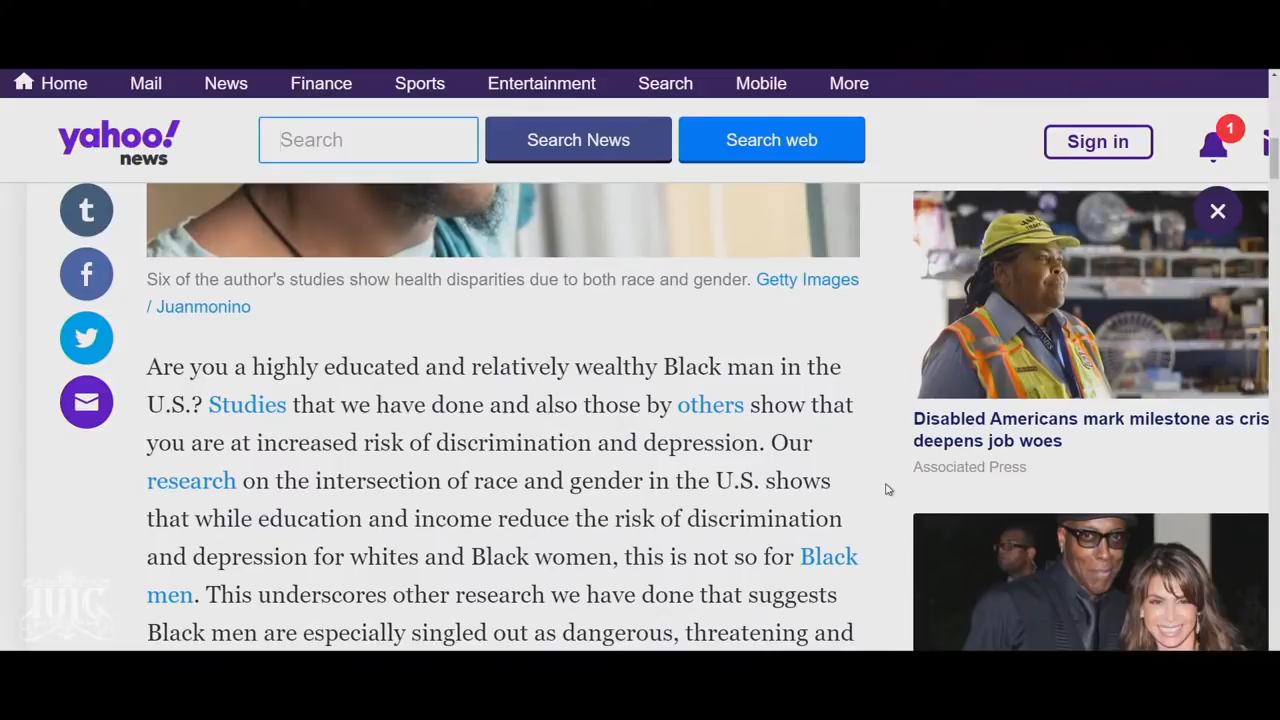 Home Mail News Finance Sports Entertainment Search Mobile More
yahoo!
news
Search
Search News
Search web
Sign in
1
t
f
Six of the author's studies show health disparities due to both race and gender. Getty Images
/ Juanmonino
Are you a highly educated and relatively wealthy Black man in the
U.S.? Studies that we have done and also those by others show that
you are at increased risk of discrimination and depression. Our
research on the intersection of race and gender in the U.S. shows
that while education and income reduce the risk of discrimination
and depression for whites and Black women, this is not so for Black
men. This underscores other research we have done that suggests
Black men are especially singled out as dangerous, threatening and
Disabled Americans mark milestone as cris
deepens job woes
Associated Press
IUIC